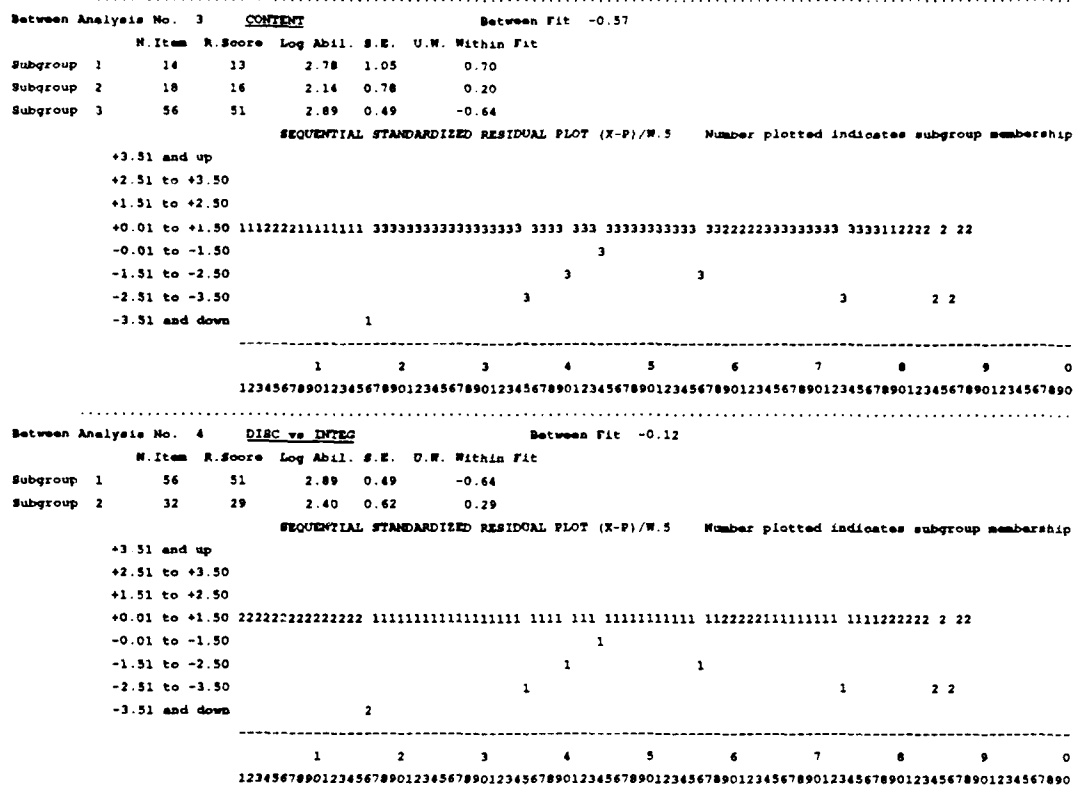 Between Analysis No. 3 CONTENT Between Fit -0.57
N.Item R.Score Log Abil. S.E. U.W. Within Fit
Subgroup 1 14 13 2.78 1.05 0.70
Subgroup 2 18 16 2.14 0.78 0.20
Subgroup 3 56 51 2.89 0.49 -0.64
SEQUENTIAL STANDARDIZED RESIDUAL PLOT (X-P)/W.5 Number plotted indicates subgroup membership
+3.51 and up
+2.51 to +3.50
+1.51 to +2.50
+0.01 to +1.50 111222211111111 333333333333333333 3333 333 33333333333 3322222333333333 3333112222 2 22
-0.01 to -1.50 3
-1.51 to -2.50 3 3
-2.51 to -3.50 3 3 2 2
-3.51 and down 1
1 2 3 4 5 6 7 8 9 0
1234567890123456789012345678901234567890123456789012345678901234567890123456789012345678901234567890
Between Analysis No. 4 DISC vs INTEG Between Fit -0.12
N.Item R.Score Log Abil. S.E. U.W. Within Fit
Subgroup 1 56 51 2.89 0.49 -0.64
Subgroup 2 32 29 2.40 0.62 0.29
SEQUENTIAL STANDARDIZED RESIDUAL PLOT (X-P)/W.5 Number plotted indicates subgroup membership
+3.51 and up
+2.51 to +3.50
+1.51 to +2.50
+0.01 to +1.50 222222222222222 111111111111111111 1111 111 11111111111 1122222111111111 1111222222 2 22
-0.01 to -1.50 1
-1.51 to -2.50 1 1
-2.51 to -3.50 1 1 2 2
-3.51 and down 2
1 2 3 4 5 6 7 8 9 0
1234567890123456789012345678901234567890123456789012345678901234567890123456789012345678901234567890